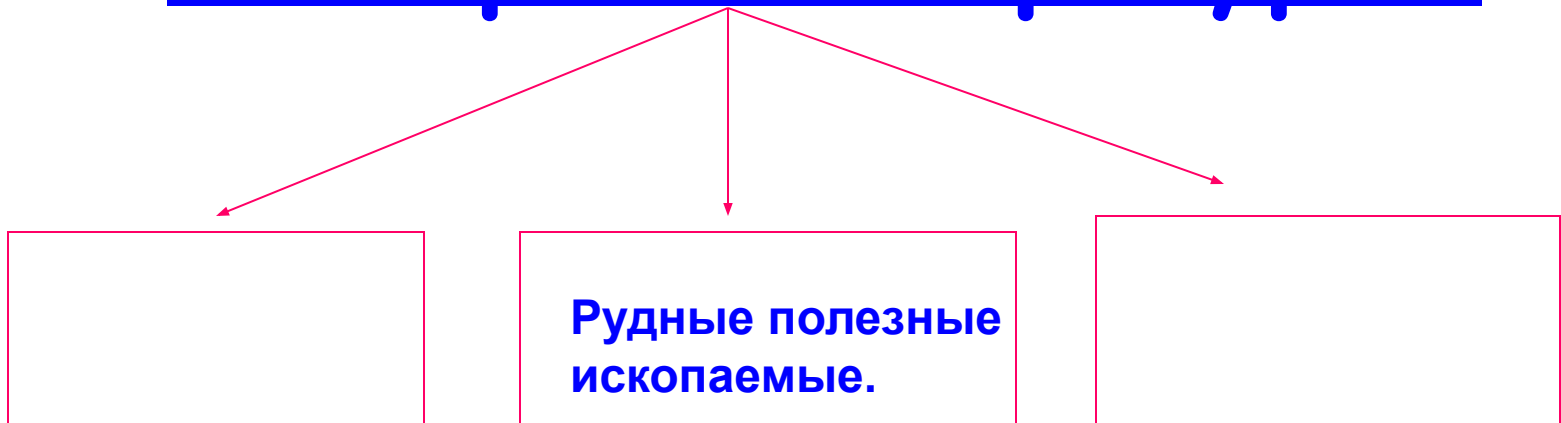 Рудные полезные
ископаемые.